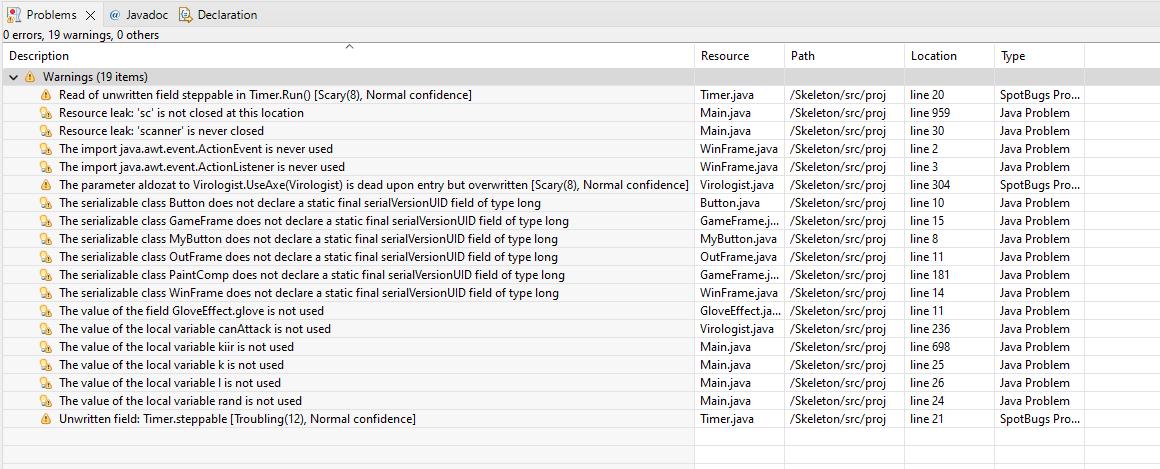 Problems Javadoc Declaration
0 errors, 19 warnings, 0 others
Description Resource Path Location Type
Warnings (19 items)
Read of unwritten field steppable in Timer.Run() [Scary(8), Normal confidence] Timer.java /Skeleton/src/proj line 20 SpotBugs Pro...
Resource leak: 'sc' is not closed at this location Main.java /Skeleton/src/proj line 959 Java Problem
Resource leak: 'scanner' is never closed Main.java /Skeleton/src/proj line 30 Java Problem
The import java.awt.event.ActionEvent is never used WinFrame.java /Skeleton/src/proj line 2 Java Problem
The import java.awt.event.ActionListener is never used WinFrame.java /Skeleton/src/proj line 3 Java Problem
The parameter aldozat to Virologist.UseAxe(Virologist) is dead upon entry but overwritten [Scary(8), Normal confidence] Virologist.java /Skeleton/src/proj line 304 SpotBugs Pro...
The serializable class Button does not declare a static final serialVersionUID field of type long Button.java /Skeleton/src/proj line 10 Java Problem
The serializable class GameFrame does not declare a static final serialVersionUID field of type long GameFrame.j... /Skeleton/src/proj line 15 Java Problem
The serializable class MyButton does not declare a static final serialVersionUID field of type long MyButton.java /Skeleton/src/proj line 8 Java Problem
The serializable class OutFrame does not declare a static final serialVersionUID field of type long OutFrame.java /Skeleton/src/proj line 11 Java Problem
The serializable class PaintComp does not declare a static final serialVersionUID field of type long GameFrame.j... /Skeleton/src/proj line 181 Java Problem
The serializable class WinFrame does not declare a static final serialVersionUID field of type long WinFrame.java /Skeleton/src/proj line 14 Java Problem
The value of the field GloveEffect.glove is not used GloveEffect.ja... /Skeleton/src/proj line 11 Java Problem
The value of the local variable canAttack is not used Virologist.java /Skeleton/src/proj line 236 Java Problem
The value of the local variable kiir is not used Main.java /Skeleton/src/proj line 698 Java Problem
The value of the local variable k is not used Main.java /Skeleton/src/proj line 25 Java Problem
The value of the local variable l is not used Main.java /Skeleton/src/proj line 26 Java Problem
The value of the local variable rand is not used Main.java /Skeleton/src/proj line 24 Java Problem
Unwritten field: Timer.steppable [Troubling(12), Normal confidence] Timer.java /Skeleton/src/proj line 21 SpotBugs Pro...